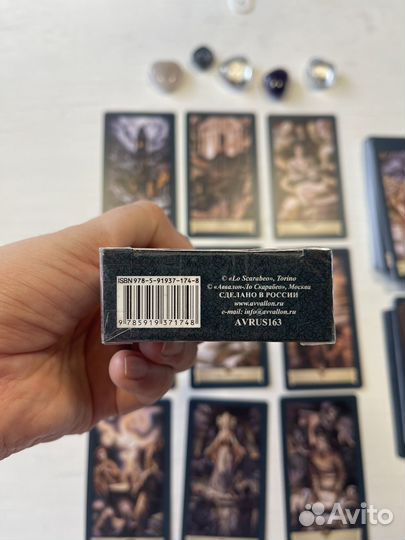 ISBN 978-5-91937-174-8
9 785919 371748
© «Lo Scarabeo», Torino
© «Аввалон-Ло Скарабео», Москва
СДЕЛАНО В РОССИИ
www.avvallon.ru
e-mail: info@avvallon.ru
AVRUS163
Avito